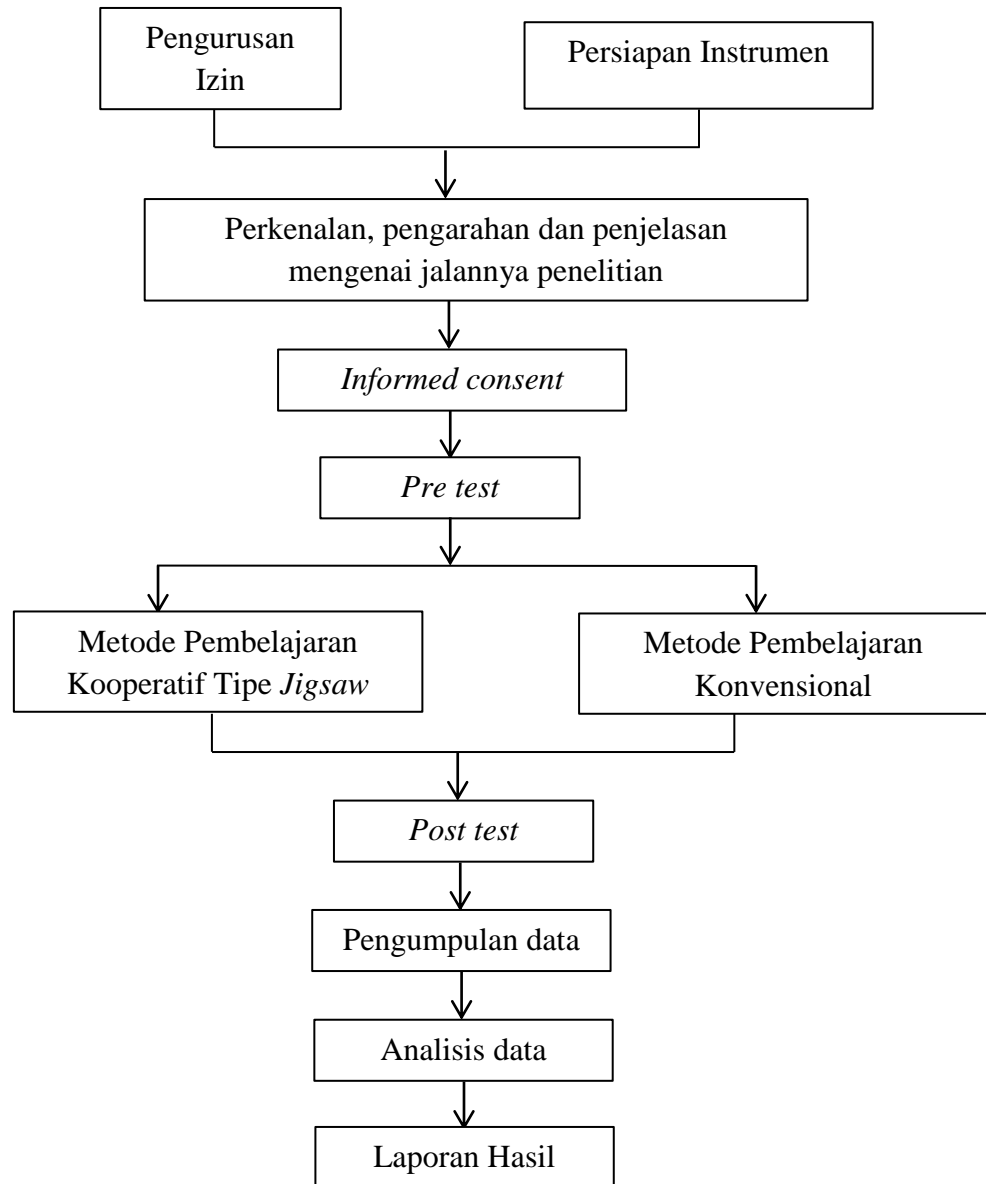 Pengurusan
Izin
Persiapan Instrumen
Perkenalan, pengarahan dan penjelasan
mengenai jalannya penelitian
Informed consent
Pre test
Metode Pembelajaran
Kooperatif Tipe Jigsaw
Metode Pembelajaran
Konvensional
Post test
Pengumpulan data
Analisis data
Laporan Hasil